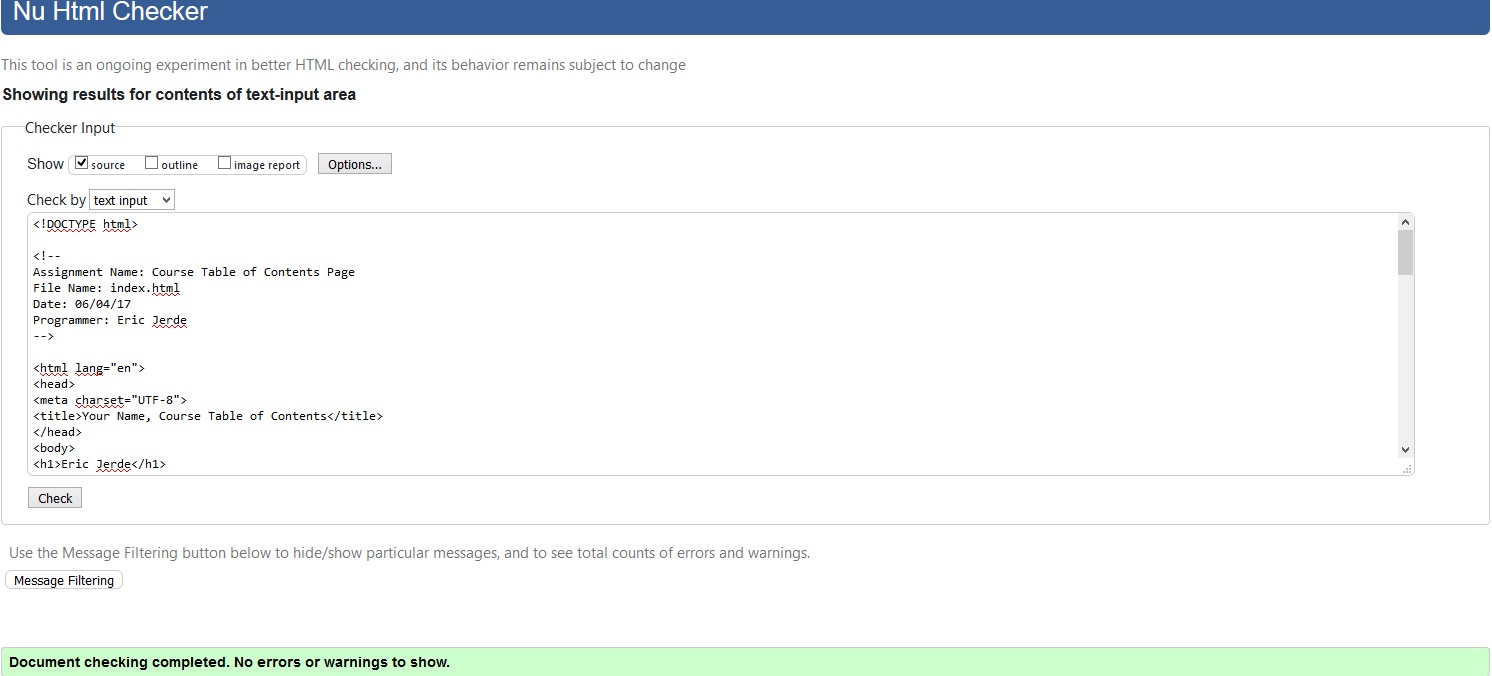 Nu Html Checker
This tool is an ongoing experiment in better HTML checking, and its behavior remains subject to change
Showing results for contents of text-input area
Checker Input
Show source outline image report Options...
Check by text input
<!DOCTYPE html>
<!--
Assignment Name: Course Table of Contents Page
File Name: index.html
Date: 06/04/17
Programmer: Eric Jerde
-->
<html lang="en">
<head>
<meta charset="UTF-8">
<title>Your Name, Course Table of Contents</title>
</head>
<body>
<h1>Eric Jerde</h1>
Check
Use the Message Filtering button below to hide/show particular messages, and to see total counts of errors and warnings.
Message Filtering
Document checking completed. No errors or warnings to show.